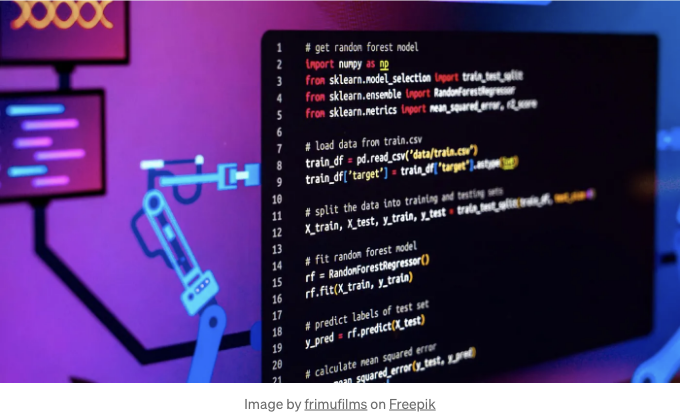 1 # get random forest model
2 import numpy as np
3 from sklearn.model_selection import train_test_split
4 from sklearn.ensemble import RandomForestRegressor
5 from sklearn.metrics import mean_squared_error, r2_score
6
7 # load data from train.csv
8 train_df = pd.read_csv('data/train.csv')
9 train_df['target'] = train_df['target'].astype(int)
10
11 # split the data into training and testing sets
12 X_train, X_test, y_train, y_test = train_test_split(train_df, test_size=
13
14 # fit random forest model
15 rf = RandomForestRegressor()
16 rf.fit(X_train, y_train)
17
18 # predict labels of test set
19 y_pred = rf.predict(X_test)
20
21 # calculate mean squared error
mean_squared_error(y_test, y_pred)
Image by frimufilms on Freepik